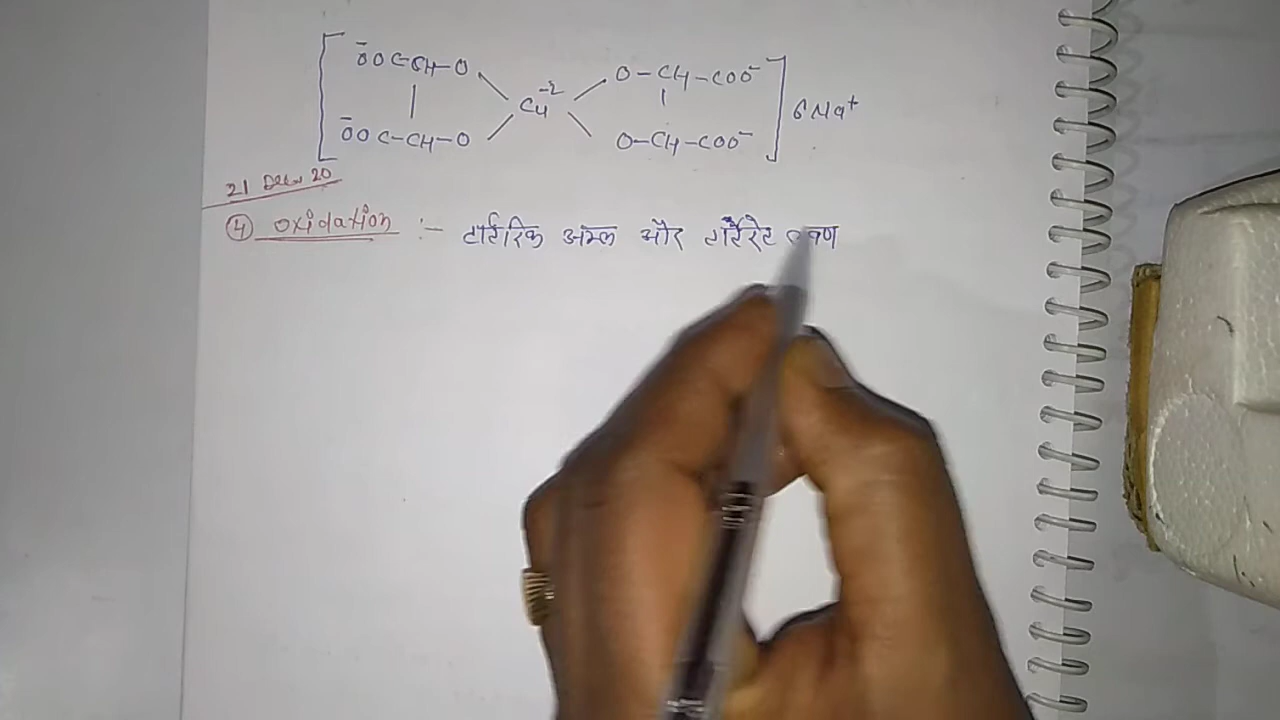 ōOC-CH-O O-CH-COO⁻
Cu⁻² ] 6Na⁺
ōOC-CH-O O-CH-COO⁻
21 Dec 20
④ Oxidation :- टार्टरिक अम्ल और टार्टरेट लवण